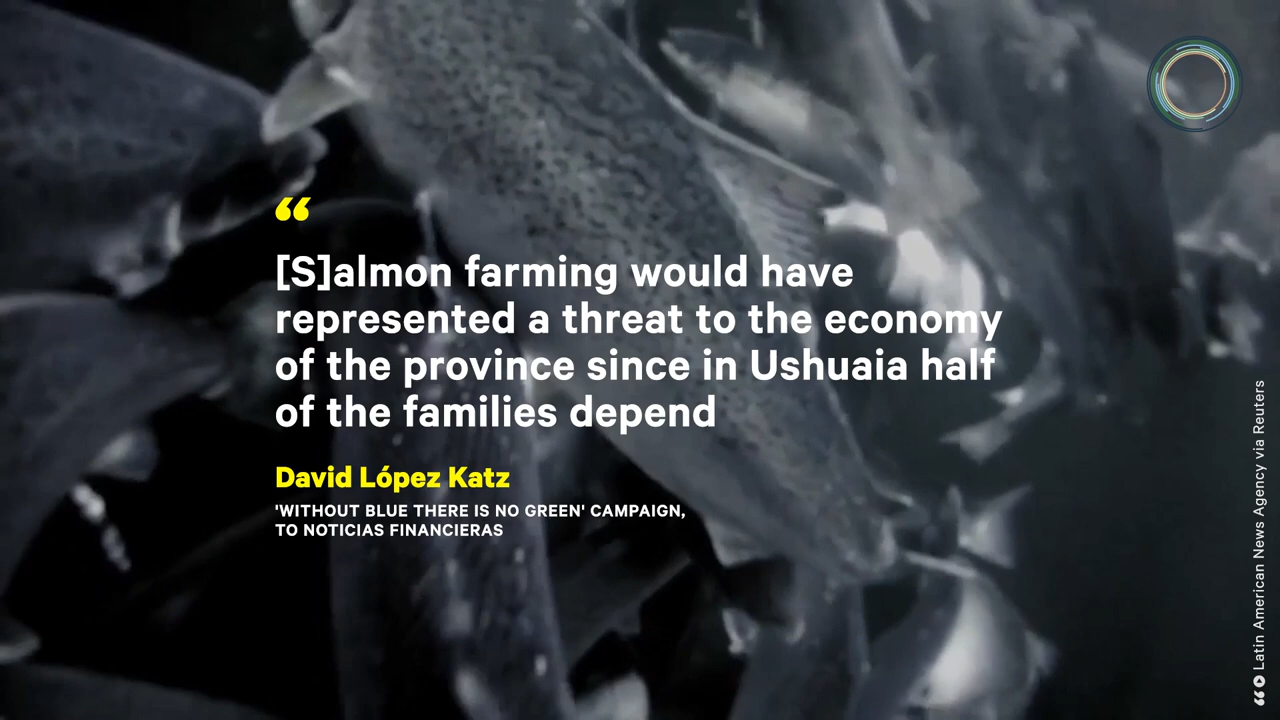 “
[S]almon farming would have
represented a threat to the economy
of the province since in Ushuaia half
of the families depend
David López Katz
'WITHOUT BLUE THERE IS NO GREEN' CAMPAIGN,
TO NOTICIAS FINANCIERAS
Latin American News Agency via Reuters